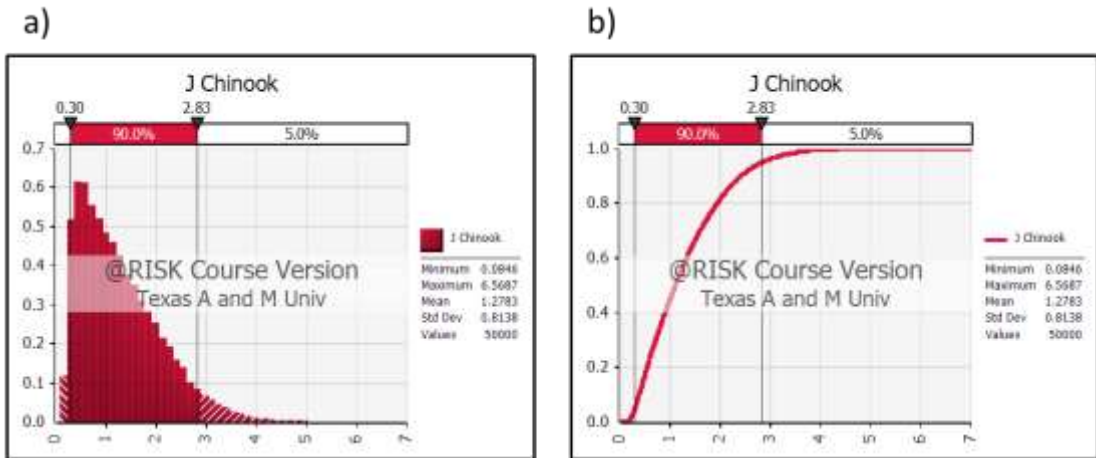 a)
J Chinook
0.30 2.83
90.0% 5.0%
0.7
0.6
0.5
0.4
0.3
0.2
0.1
0.0
0 1 2 3 4 5 6 7
@RISK Course Version
Texas A and M Univ
J Chinook
Minimum 0.0846
Maximum 6.5687
Mean 1.2783
Std Dev 0.8138
Values 50000
b)
J Chinook
0.30 2.83
90.0% 5.0%
1.0
0.8
0.6
0.4
0.2
0.0
0 1 2 3 4 5 6 7
@RISK Course Version
Texas A and M Univ
J Chinook
Minimum 0.0846
Maximum 6.5687
Mean 1.2783
Std Dev 0.8138
Values 50000